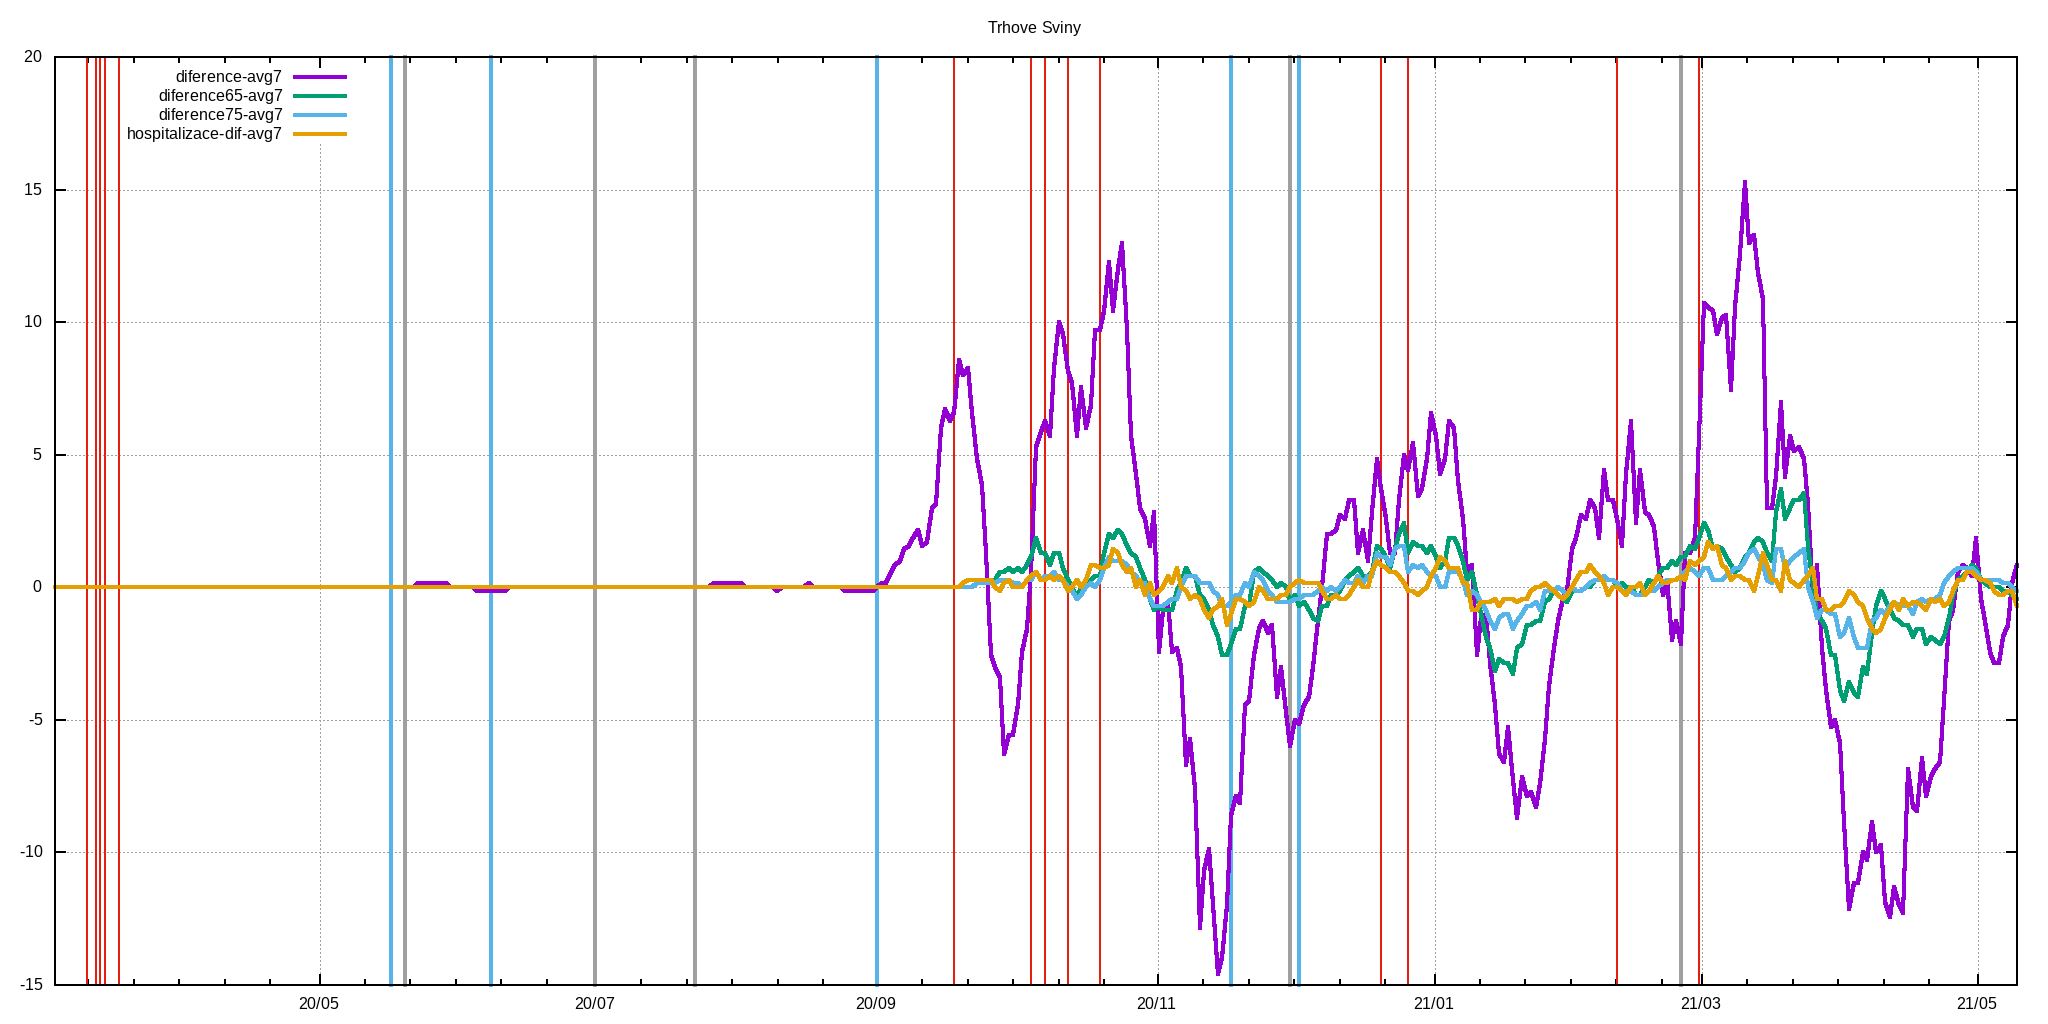 Trhove Sviny
diference-avg7
diference65-avg7
diference75-avg7
hospitalizace-dif-avg7
20
15
10
5
0
-5
-10
-15
20/05 20/07 20/09 20/11 21/01 21/03 21/05